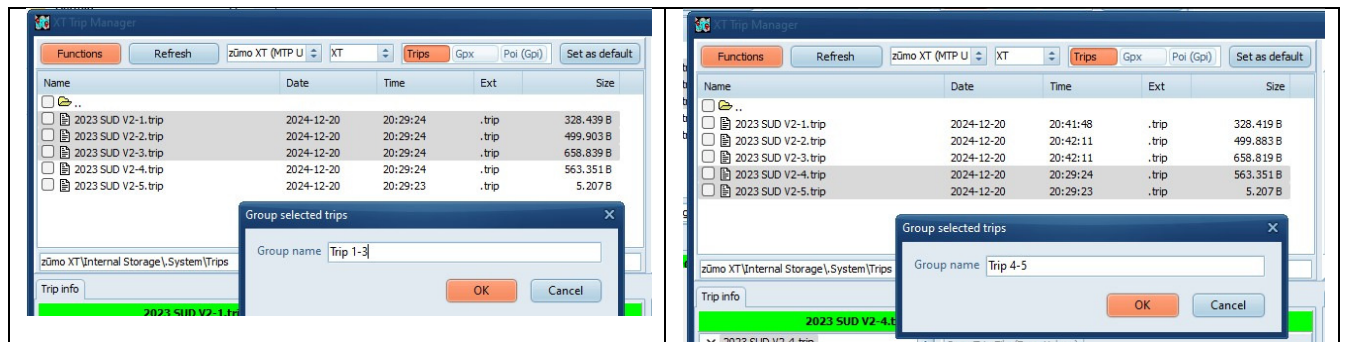 XT Trip Manager
Functions Refresh zūmo XT (MTP U XT Trips Gpx Poi (Gpi) Set as default
Name Date Time Ext Size
..
2023 SUD V2-1.trip 2024-12-20 20:29:24 .trip 328.439 B
2023 SUD V2-2.trip 2024-12-20 20:29:24 .trip 499.903 B
2023 SUD V2-3.trip 2024-12-20 20:29:24 .trip 658.839 B
2023 SUD V2-4.trip 2024-12-20 20:29:24 .trip 563.351 B
2023 SUD V2-5.trip 2024-12-20 20:29:23 .trip 5.207 B
Group selected trips
Group name Trip 1-3
zūmo XT\Internal Storage\.System\Trips
OK Cancel
Trip info
2023 SUD V2-1.tri
XT Trip Manager
Functions Refresh zūmo XT (MTP U XT Trips Gpx Poi (Gpi) Set as default
Name Date Time Ext Size
..
2023 SUD V2-1.trip 2024-12-20 20:41:48 .trip 328.419 B
2023 SUD V2-2.trip 2024-12-20 20:42:11 .trip 499.883 B
2023 SUD V2-3.trip 2024-12-20 20:42:11 .trip 658.819 B
2023 SUD V2-4.trip 2024-12-20 20:29:24 .trip 563.351 B
2023 SUD V2-5.trip 2024-12-20 20:29:23 .trip 5.207 B
Group selected trips
Group name Trip 4-5
zūmo XT\Internal Storage\.System\Trips
Trip info
OK Cancel
2023 SUD V2-4.t
2023 SUD V2-4.trip